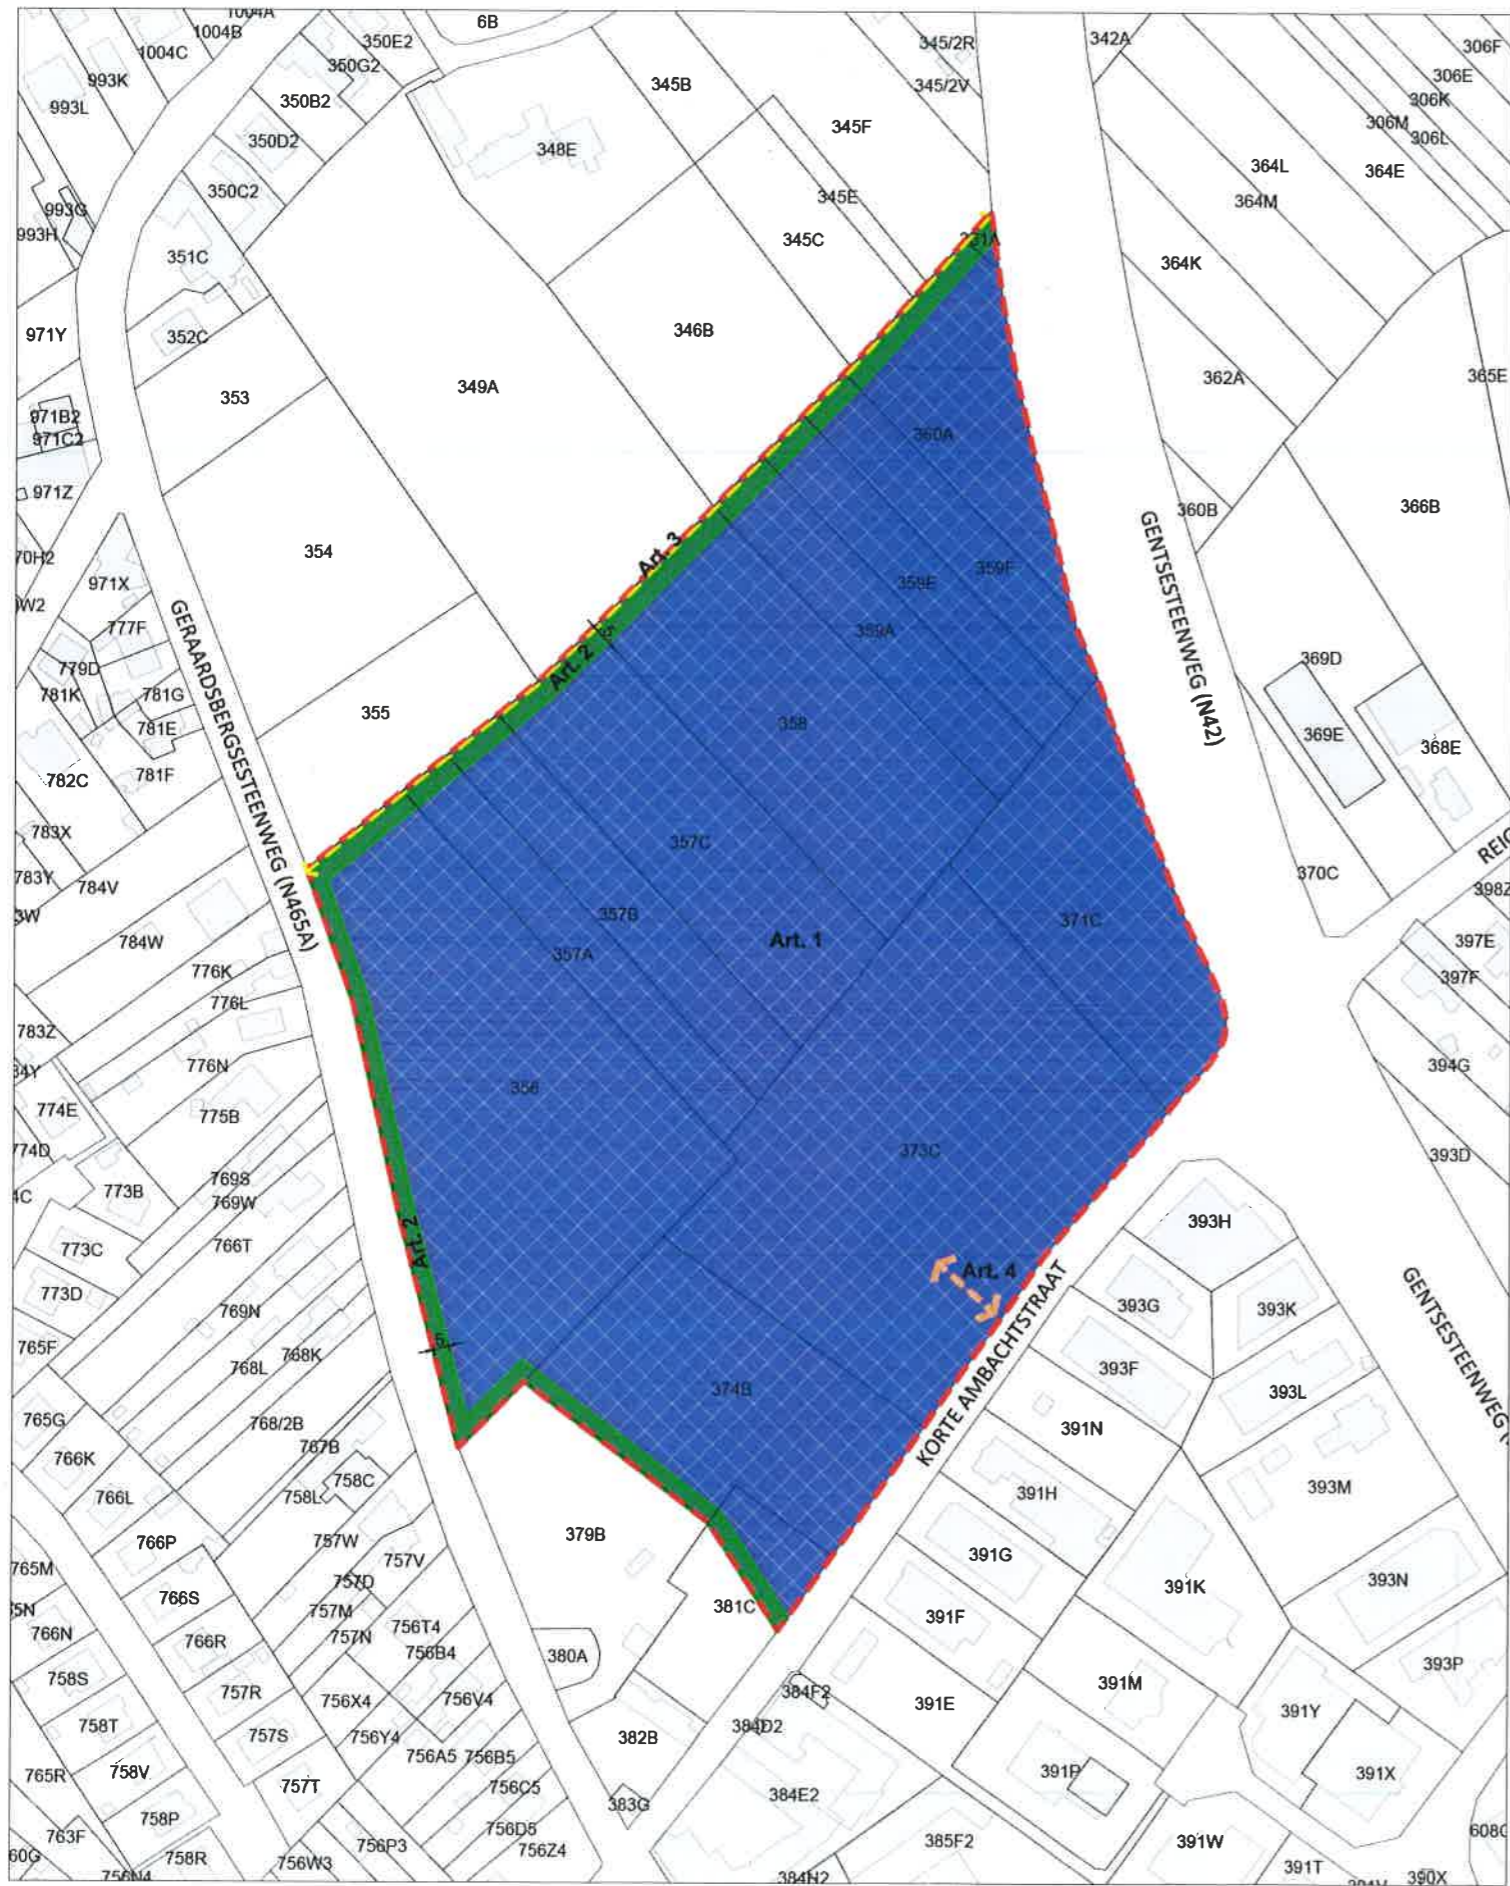 1004A
6B
1004B
350E2
345/2R
342A
306F
1004C
350G2
306E
993K
345B
345/2V
306K
993L
350B2
345F
306M
306L
350D2
348E
364L
364E
350C2
345E
364M
993G
993H
345C
351C
364K
971Y
352C
346B
362A
365E
353
349A
971B2
971C2
360A
971Z
360B
366B
354
Art. 3
359E
359F
971X
GENTSESTEENWEG (N42)
777F
359A
5
779D
369D
781K
781G
Art. 2
355
358
781E
369E
368E
GERAARDSBERGSESTEENWEG (N465A)
781F
782C
783X
357C
783Y
784V
370C
398Z
357B
371C
784W
357A
Art. 1
397E
776K
397F
776L
783Z
776N
394G
356
774E
775B
373C
774D
393D
769S
773B
769W
393H
Art. 2
766T
773C
Art. 4
773D
393G
393K
769N
5
765F
768K
768L
393F
374B
393L
KORTE AMBACHTSTRAAT
765G
768/2B
391N
767B
766K
758C
758L
766L
391H
393M
766P
757W
379B
757V
391G
765M
757D
391K
393N
766S
757M
381C
391F
766N
757N
756T4
766R
756B4
380A
758S
393P
757R
391M
756X4
756V4
384F2
391E
391Y
758T
757S
756Y4
384D2
382B
756A5
756B5
758V
765R
757T
391P
391X
756C5
384E2
383G
758P
756D5
763F
756P3
756Z4
385F2
391W
758R
756W3
384H2
391T
390X